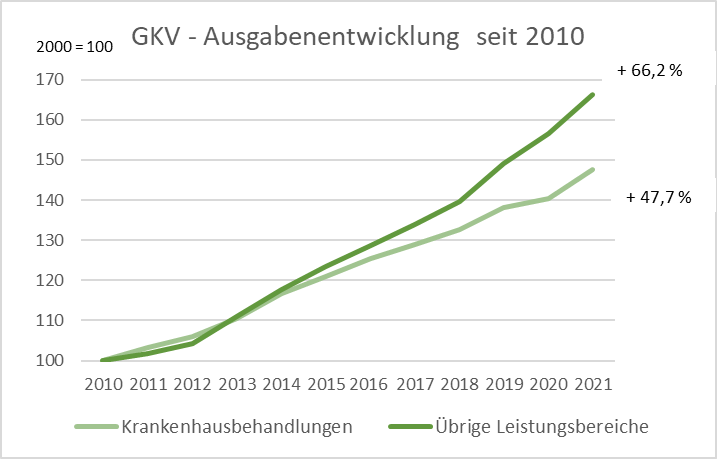 GKV - Ausgabenentwicklung seit 2010
2000 = 100
+ 66,2 %
+ 47,7 %
170
160
150
140
130
120
110
100
2010 2011 2012 2013 2014 2015 2016 2017 2018 2019 2020 2021
Krankenhausbehandlungen Übrige Leistungsbereiche